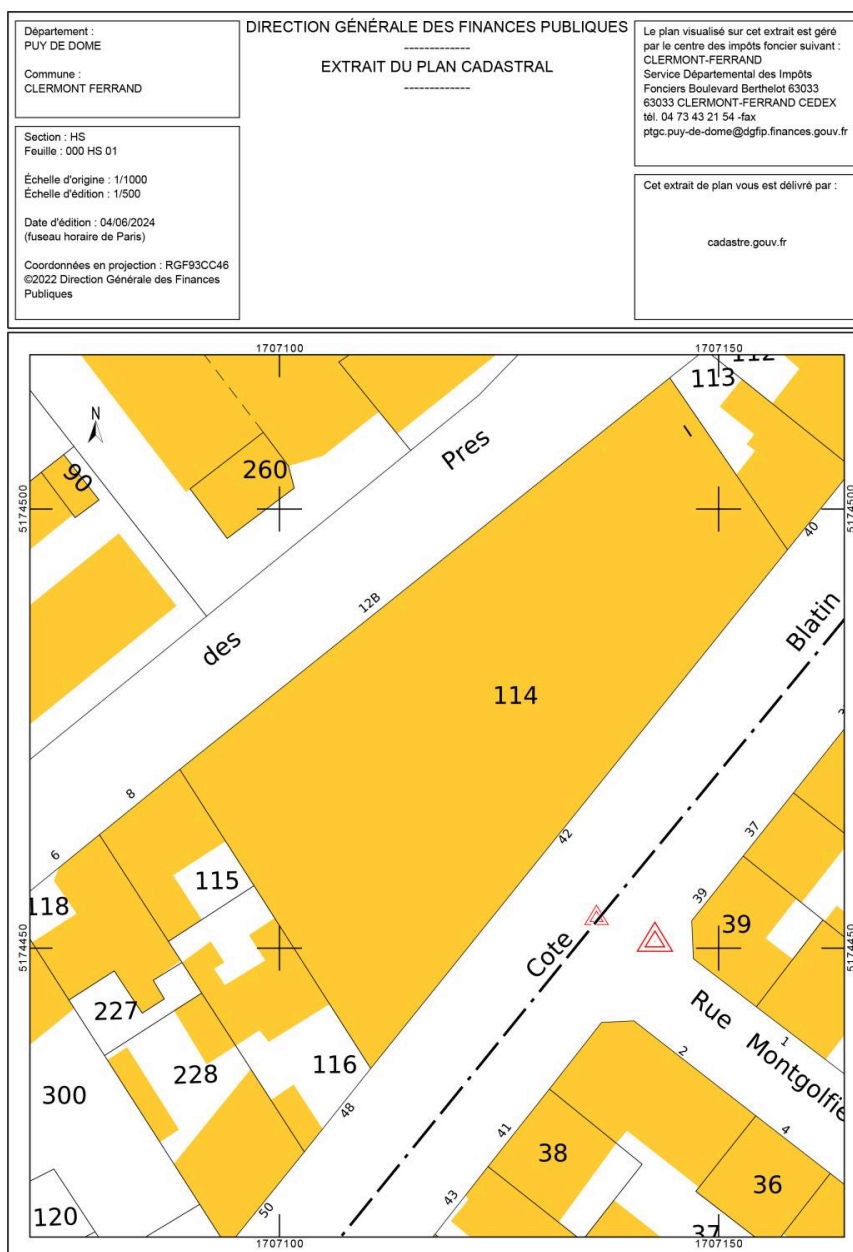 Département :
PUY DE DOME
Commune :
CLERMONT FERRAND
Section : HS
Feuille : 000 HS 01
Échelle d'origine : 1/1000
Échelle d'édition : 1/500
Date d'édition : 04/06/2024
(fuseau horaire de Paris)
Coordonnées en projection : RGF93CC46
©2022 Direction Générale des Finances
Publiques
DIRECTION GÉNÉRALE DES FINANCES PUBLIQUES
-------------
EXTRAIT DU PLAN CADASTRAL
-------------
Le plan visualisé sur cet extrait est géré
par le centre des impôts foncier suivant :
CLERMONT-FERRAND
Service Départemental des Impôts
Fonciers Boulevard Berthelot 63033
63033 CLERMONT-FERRAND CEDEX
tél. 04 73 43 21 54 -fax
ptgc.puy-de-dome@dgfip.finances.gouv.fr
Cet extrait de plan vous est délivré par :
cadastre.gouv.fr
1707100
1707150
112
113
N
Pres
90
260
5174500
5174500
40
12B
Blatin
des
114
8
42
37
6
39
115
118
39
5174450
5174450
Cote
227
Rue Montgolfie
1
2
116
228
300
48
41
4
38
36
43
50
120
37
1707100
1707150